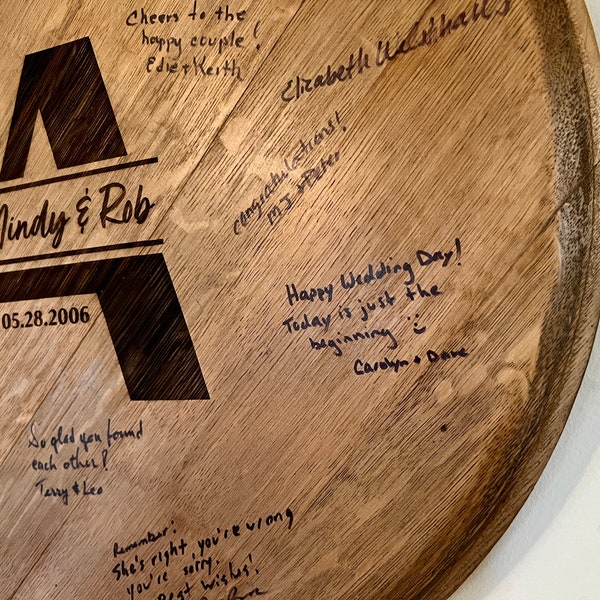 Cheers to the
happy couple!
Edie + Keith
Elizabeth
Congratulations!
MJ + Peter
A
Mindy & Rob
05.28.2006
Happy Wedding Day!
Today is just the
beginning :)
Carolyn + Dave
So glad you found
each other!
Terry & Leo
Remember:
She's right, you're wrong
you're sorry.
Best wishes!